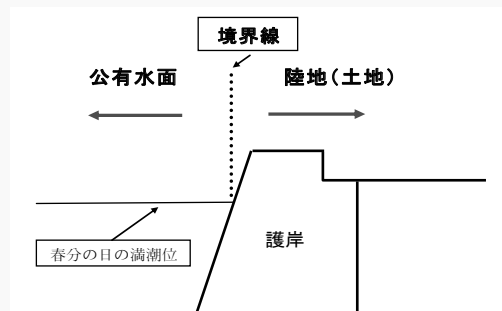 境界線
公有水面
陸地(土地)
護岸
春分の日の満潮位